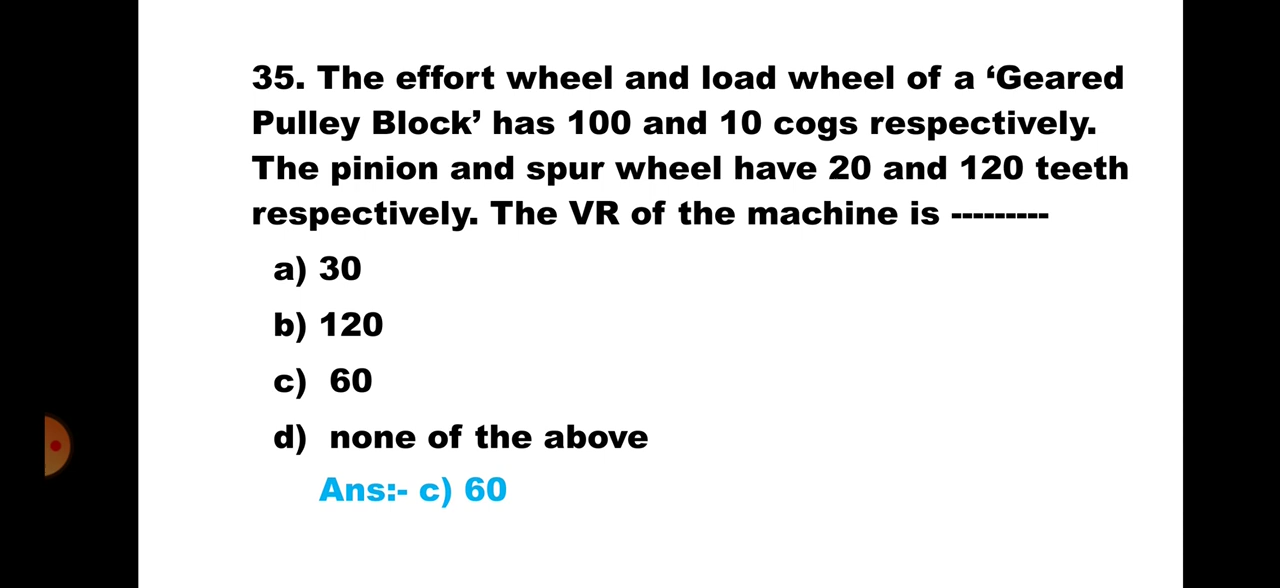 35. The effort wheel and load wheel of a ‘Geared
Pulley Block’ has 100 and 10 cogs respectively.
The pinion and spur wheel have 20 and 120 teeth
respectively. The VR of the machine is ---------
a) 30
b) 120
c) 60
d) none of the above
Ans:- c) 60